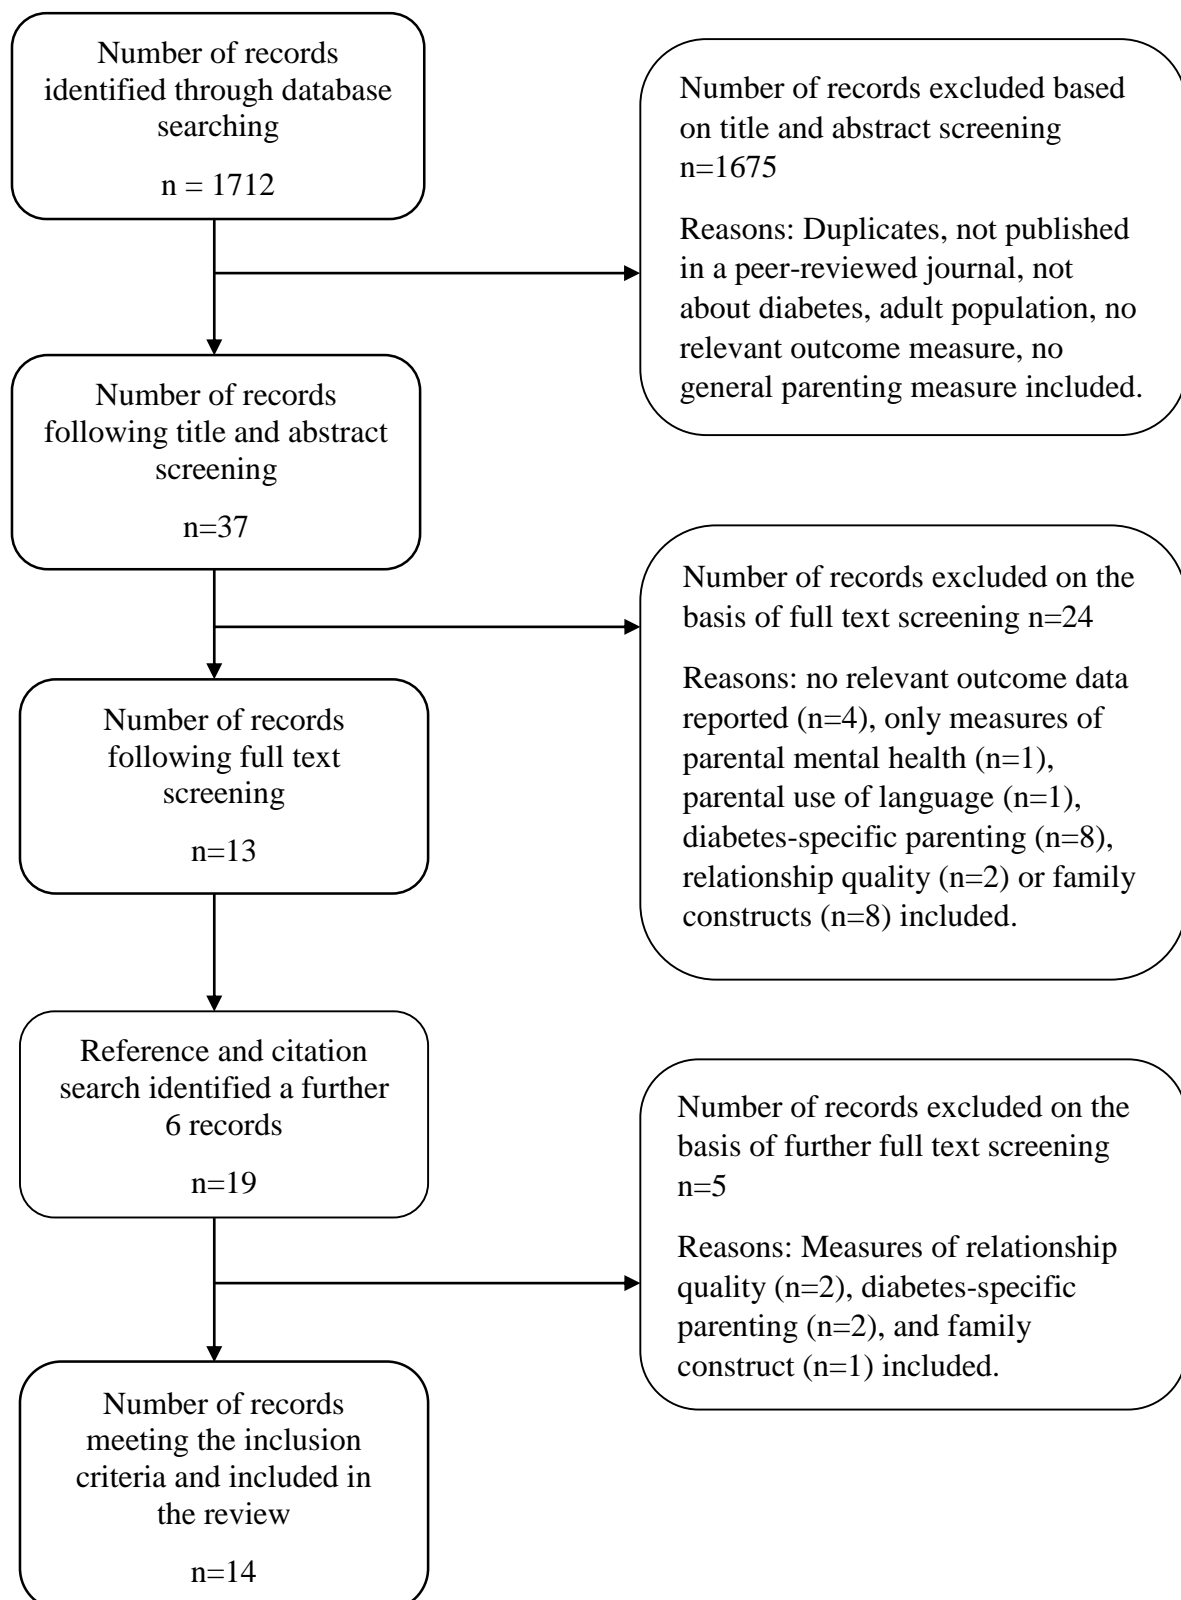 Number of records
identified through database
searching
n = 1712
Number of records excluded based
on title and abstract screening
n=1675
Reasons: Duplicates, not published
in a peer-reviewed journal, not
about diabetes, adult population, no
relevant outcome measure, no
general parenting measure included.
Number of records
following title and abstract
screening
n=37
Number of records excluded on the
basis of full text screening n=24
Reasons: no relevant outcome data
reported (n=4), only measures of
parental mental health (n=1),
parental use of language (n=1),
diabetes-specific parenting (n=8),
relationship quality (n=2) or family
constructs (n=8) included.
Number of records
following full text
screening
n=13
Reference and citation
search identified a further
6 records
n=19
Number of records excluded on the
basis of further full text screening
n=5
Reasons: Measures of relationship
quality (n=2), diabetes-specific
parenting (n=2), and family
construct (n=1) included.
Number of records
meeting the inclusion
criteria and included in
the review
n=14